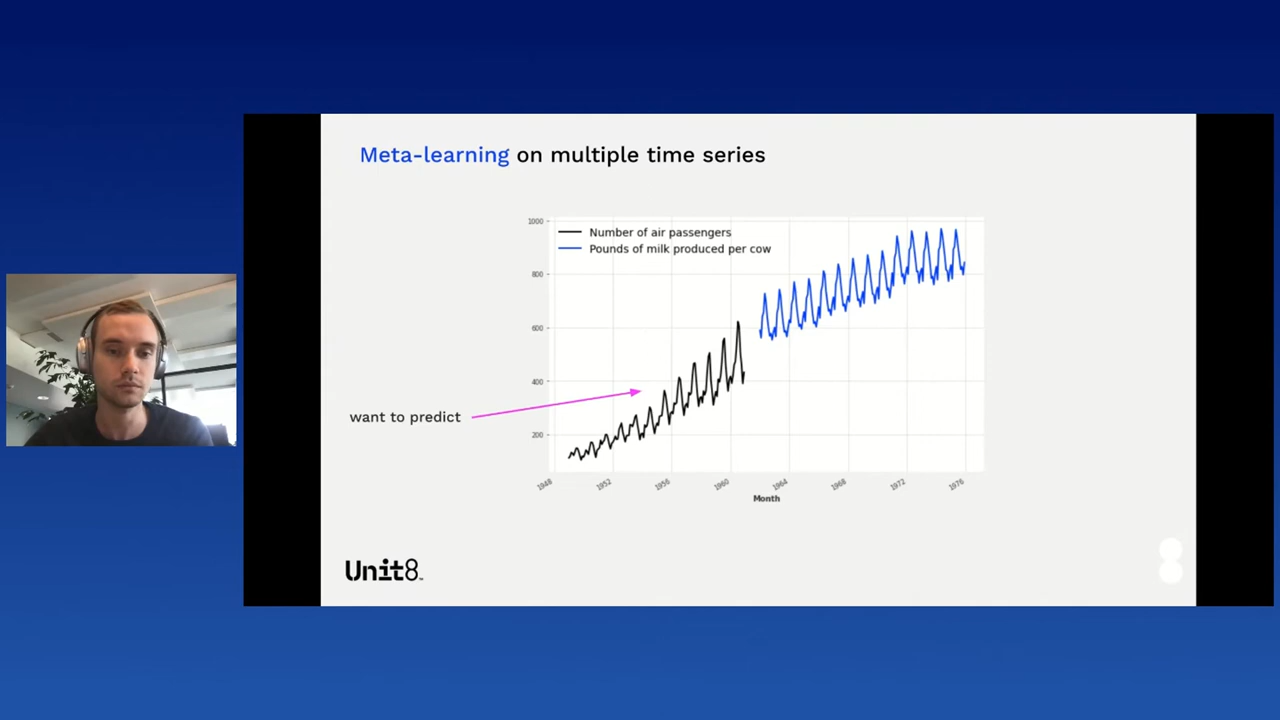 Meta-learning on multiple time series
1000
Number of air passengers
Pounds of milk produced per cow
800
600
400
want to predict
200
1948
1952
1956
1960
1964
1968
1972
1976
Month
Unit8™